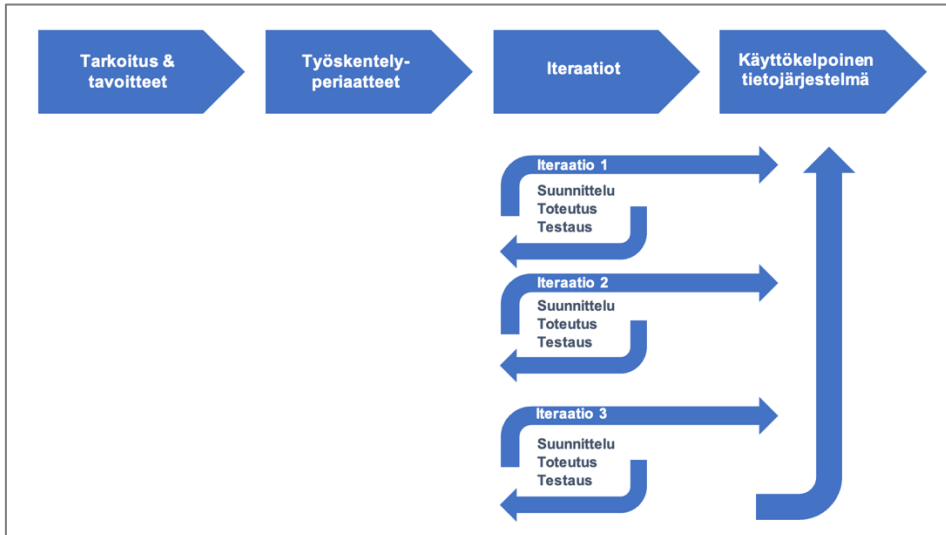 Tarkoitus &
tavoitteet
Työskentely-
periaatteet
Iteraatiot
Käyttökelpoinen
tietojärjestelmä
Iteraatio 1
Suunnittelu
Toteutus
Testaus
Iteraatio 2
Suunnittelu
Toteutus
Testaus
Iteraatio 3
Suunnittelu
Toteutus
Testaus